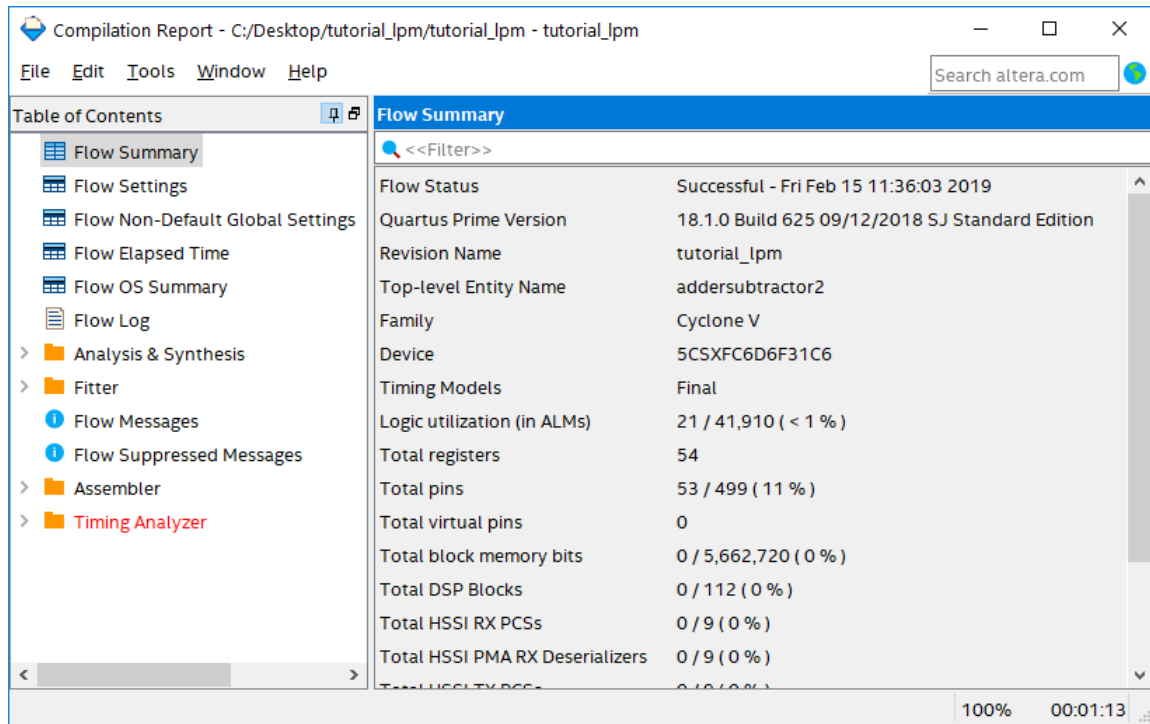 Compilation Report - C:/Desktop/tutorial_lpm/tutorial_lpm - tutorial_lpm
File Edit Tools Window Help
Search altera.com
Table of Contents
Flow Summary
Flow Settings
Flow Non-Default Global Settings
Flow Elapsed Time
Flow OS Summary
Flow Log
Analysis & Synthesis
Fitter
Flow Messages
Flow Suppressed Messages
Assembler
Timing Analyzer
Flow Summary
<<Filter>>
Flow Status Successful - Fri Feb 15 11:36:03 2019
Quartus Prime Version 18.1.0 Build 625 09/12/2018 SJ Standard Edition
Revision Name tutorial_lpm
Top-level Entity Name addersubtractor2
Family Cyclone V
Device 5CSXFC6D6F31C6
Timing Models Final
Logic utilization (in ALMs) 21 / 41,910 ( < 1 % )
Total registers 54
Total pins 53 / 499 ( 11 % )
Total virtual pins 0
Total block memory bits 0 / 5,662,720 ( 0 % )
Total DSP Blocks 0 / 112 ( 0 % )
Total HSSI RX PCSs 0 / 9 ( 0 % )
Total HSSI PMA RX Deserializers 0 / 9 ( 0 % )
Total HSSI TX PCSs 0 / 9 ( 0 % )
100% 00:01:13